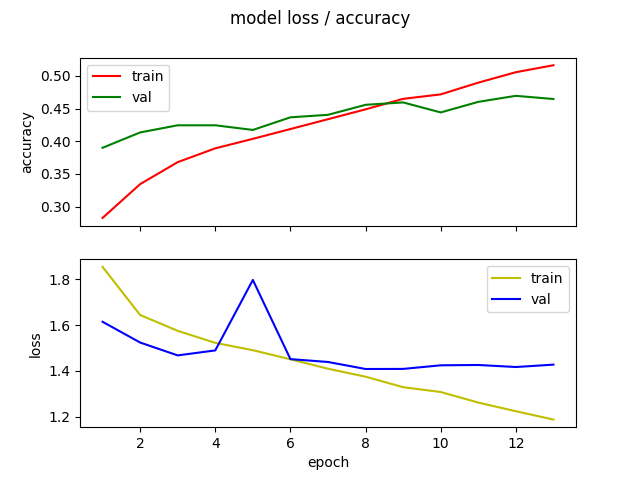 model loss / accuracy
0.50
0.45
0.40
0.35
0.30
accuracy
train
val
1.8
1.6
1.4
1.2
loss
train
val
2 4 6 8 10 12
epoch